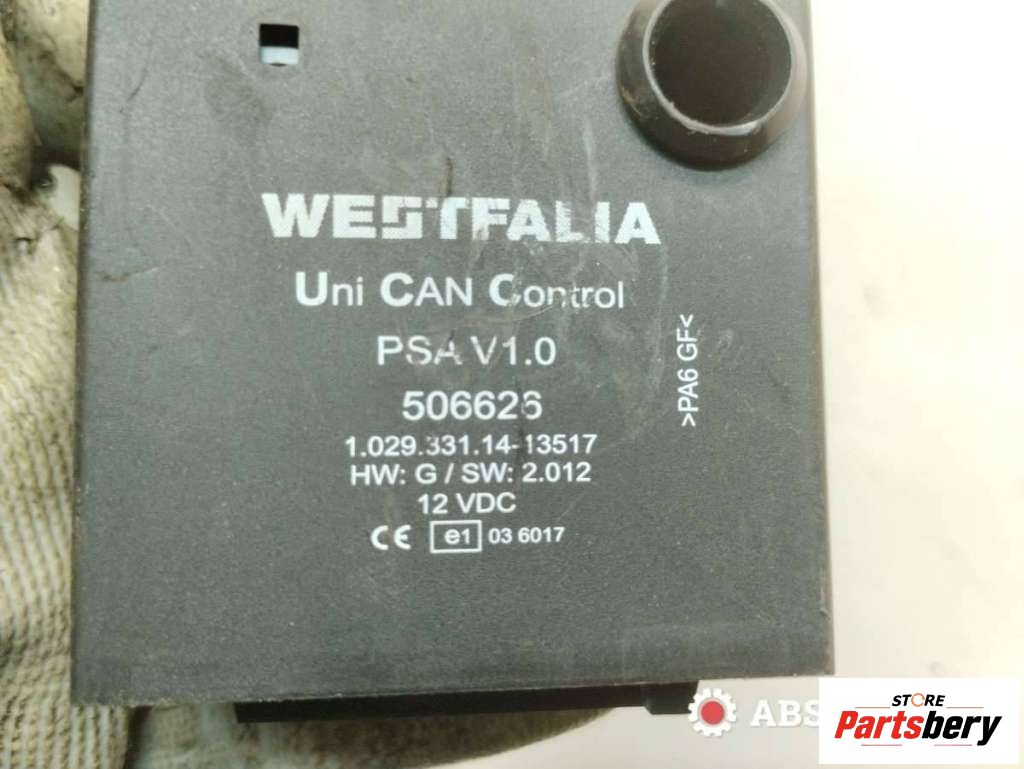 WESTFALIA
Uni CAN Control
PSA V1.0
506626
1.029.331.14-13517
HW: G / SW: 2.012
12 VDC
CE e1 03 6017
>PA6 GF<
ABS
STORE
Partsbery